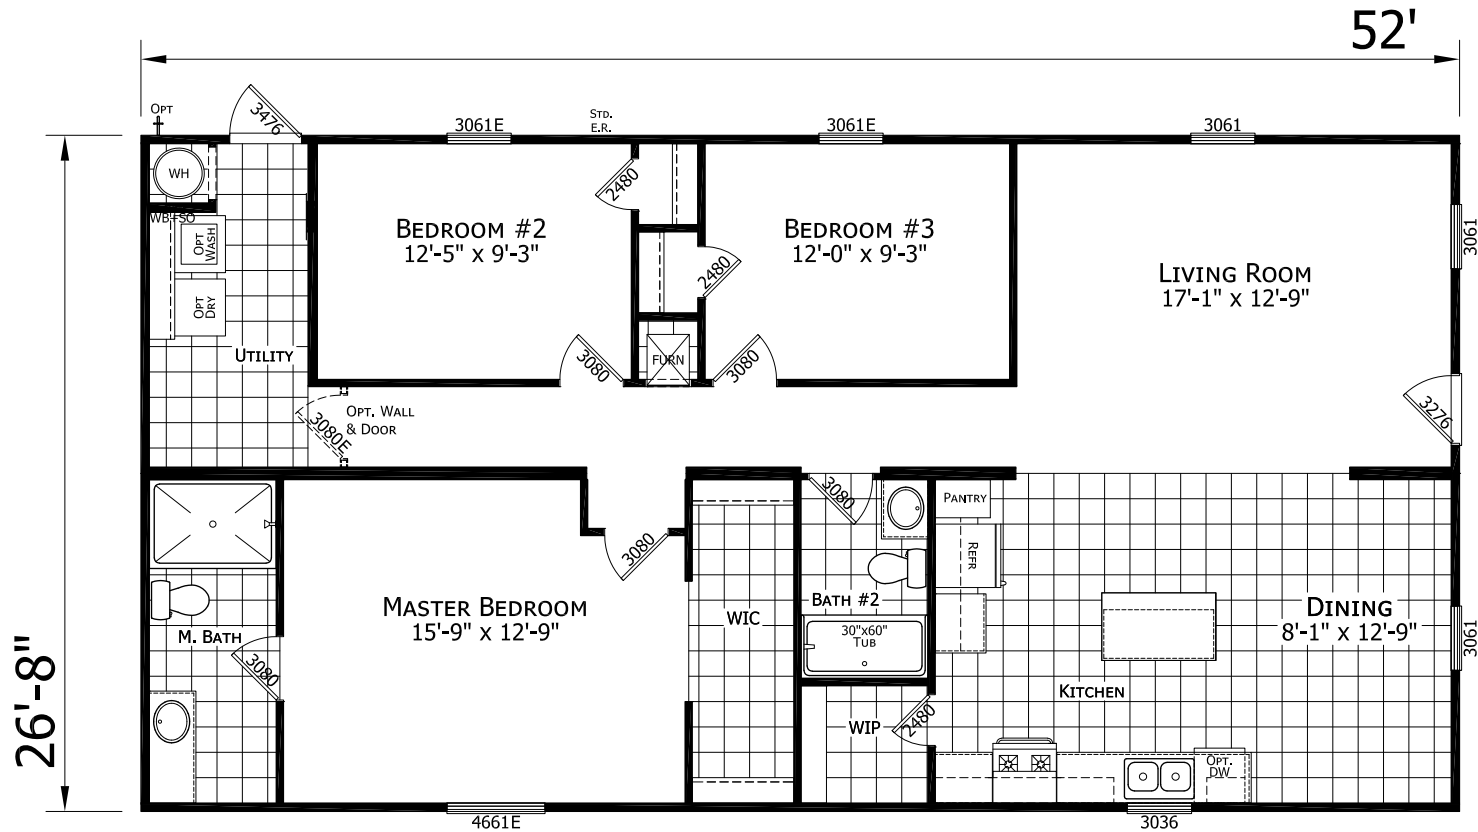 52'
OPT
3476
3061E
STD.
E.R.
3061E
3061
WH
WB+SO
OPT
WASH
OPT
DRY
UTILITY
BEDROOM #2
12'-5" x 9'-3"
2480
2480
BEDROOM #3
12'-0" x 9'-3"
LIVING ROOM
17'-1" x 12'-9"
3061
3080
FURN
3080
3080E
OPT. WALL
& DOOR
3276
26'-8"
M. BATH
3080
MASTER BEDROOM
15'-9" x 12'-9"
3080
WIC
3080
BATH #2
30"x60"
TUB
WIP
2480
PANTRY
REFR
KITCHEN
DINING
8'-1" x 12'-9"
3061
OPT.
DW
4661E
3036